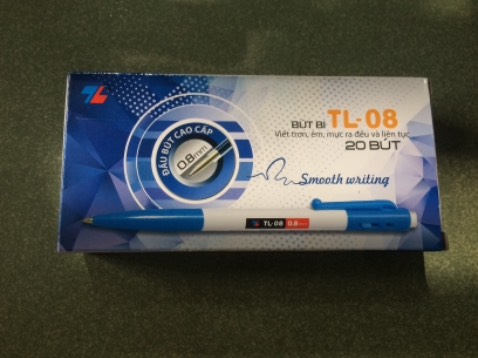 TL
BÚT BI TL-08
Viết trơn, êm, mực ra đều và liên tục
20 BÚT
ĐẦU BÚT CAO CẤP
0.8mm
Smooth writing
TL-08 0.8mm